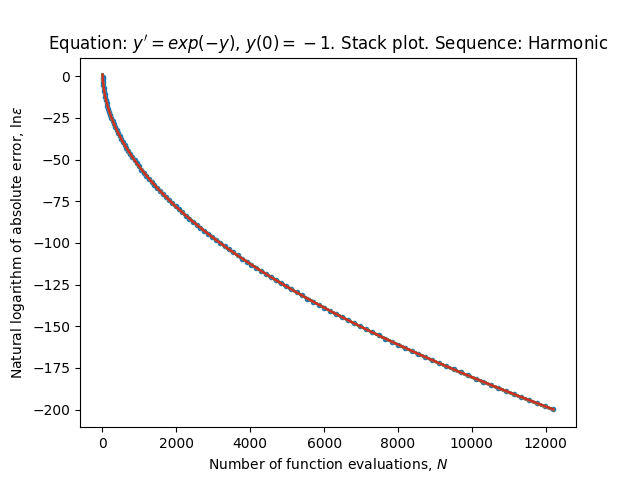 Equation: y′ = exp(−y), y(0) = −1. Stack plot. Sequence: Harmonic
Natural logarithm of absolute error, lnε
0
−25
−50
−75
−100
−125
−150
−175
−200
0 2000 4000 6000 8000 10000 12000
Number of function evaluations, N